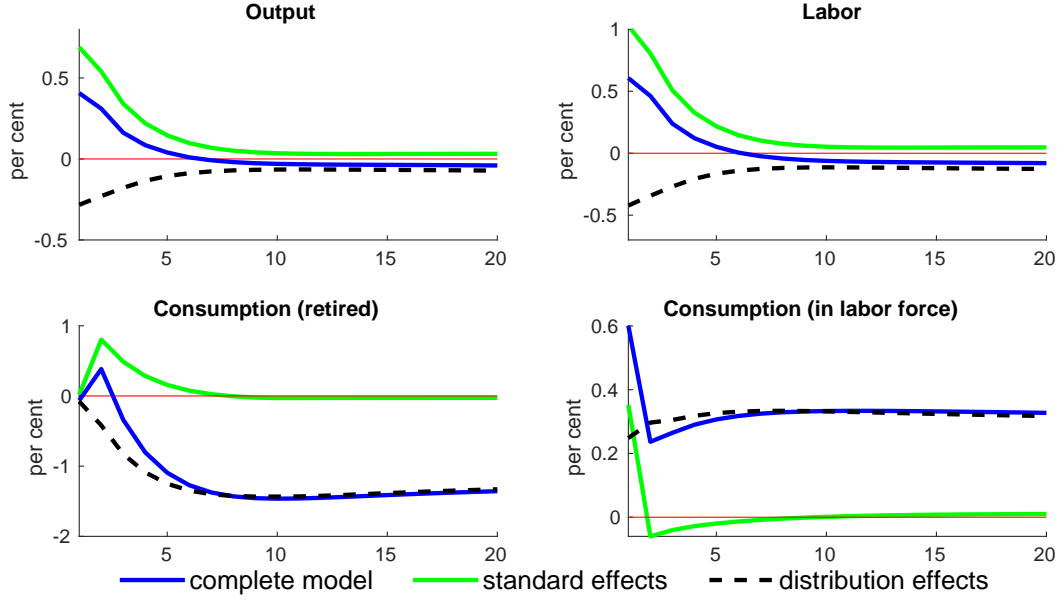 Output
per cent
0.5
0
-0.5
5 10 15 20
Labor
per cent
1
0.5
0
-0.5
5 10 15 20
Consumption (retired)
per cent
1
0
-1
-2
5 10 15 20
Consumption (in labor force)
per cent
0.6
0.4
0.2
0
5 10 15 20
complete model standard effects distribution effects